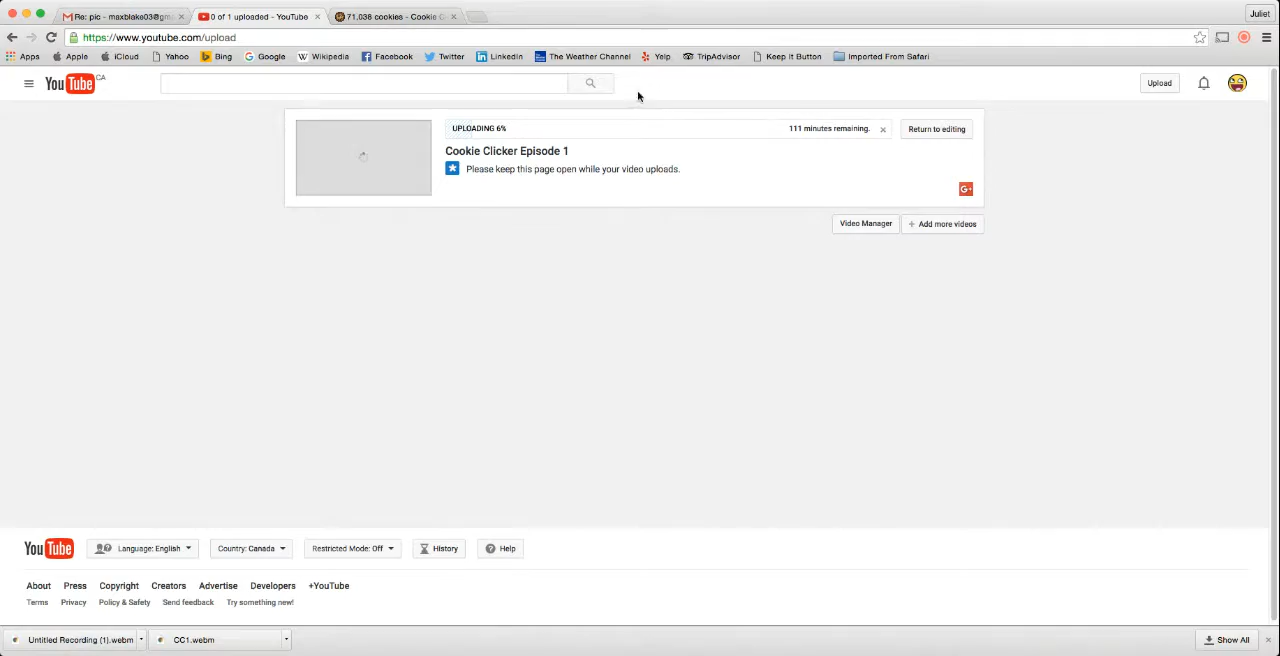 Re: pic - maxblake03@gm
0 of 1 uploaded - YouTube
71,038 cookies - Cookie C
Juliet
https://www.youtube.com/upload
Apps Apple iCloud Yahoo Bing Google Wikipedia Facebook Twitter LinkedIn The Weather Channel Yelp TripAdvisor Keep It Button Imported From Safari
YouTube CA
Upload
UPLOADING 6%
111 minutes remaining.
Return to editing
Cookie Clicker Episode 1
Please keep this page open while your video uploads.
G+
Video Manager
+ Add more videos
YouTube
Language: English
Country: Canada
Restricted Mode: Off
History
Help
About Press Copyright Creators Advertise Developers +YouTube
Terms Privacy Policy & Safety Send feedback Try something new!
Untitled Recording (1).webm
CC1.webm
Show All